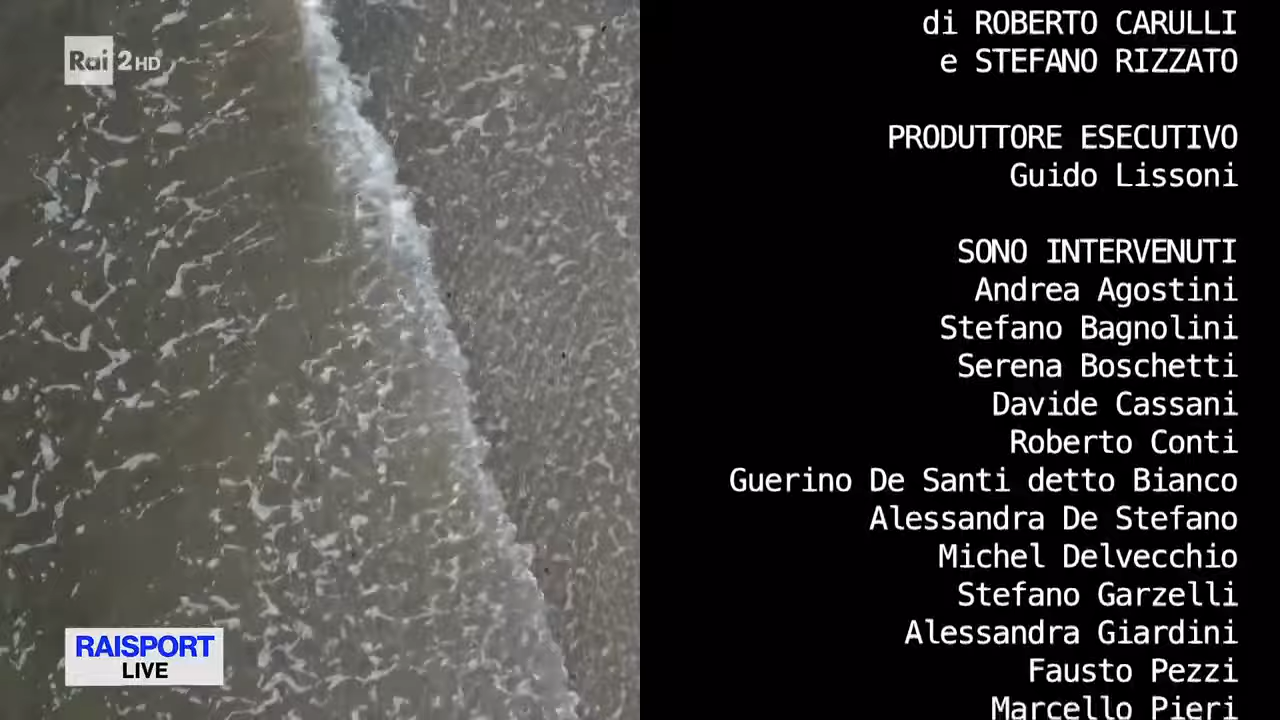 Rai 2 HD
di ROBERTO CARULLI
e STEFANO RIZZATO
PRODUTTORE ESECUTIVO
Guido Lissoni
SONO INTERVENUTI
Andrea Agostini
Stefano Bagnolini
Serena Boschetti
Davide Cassani
Roberto Conti
Guerino De Santi detto Bianco
Alessandra De Stefano
Michel Delvecchio
Stefano Garzelli
Alessandra Giardini
Fausto Pezzi
Marcello Pieri
RAISPORT
LIVE